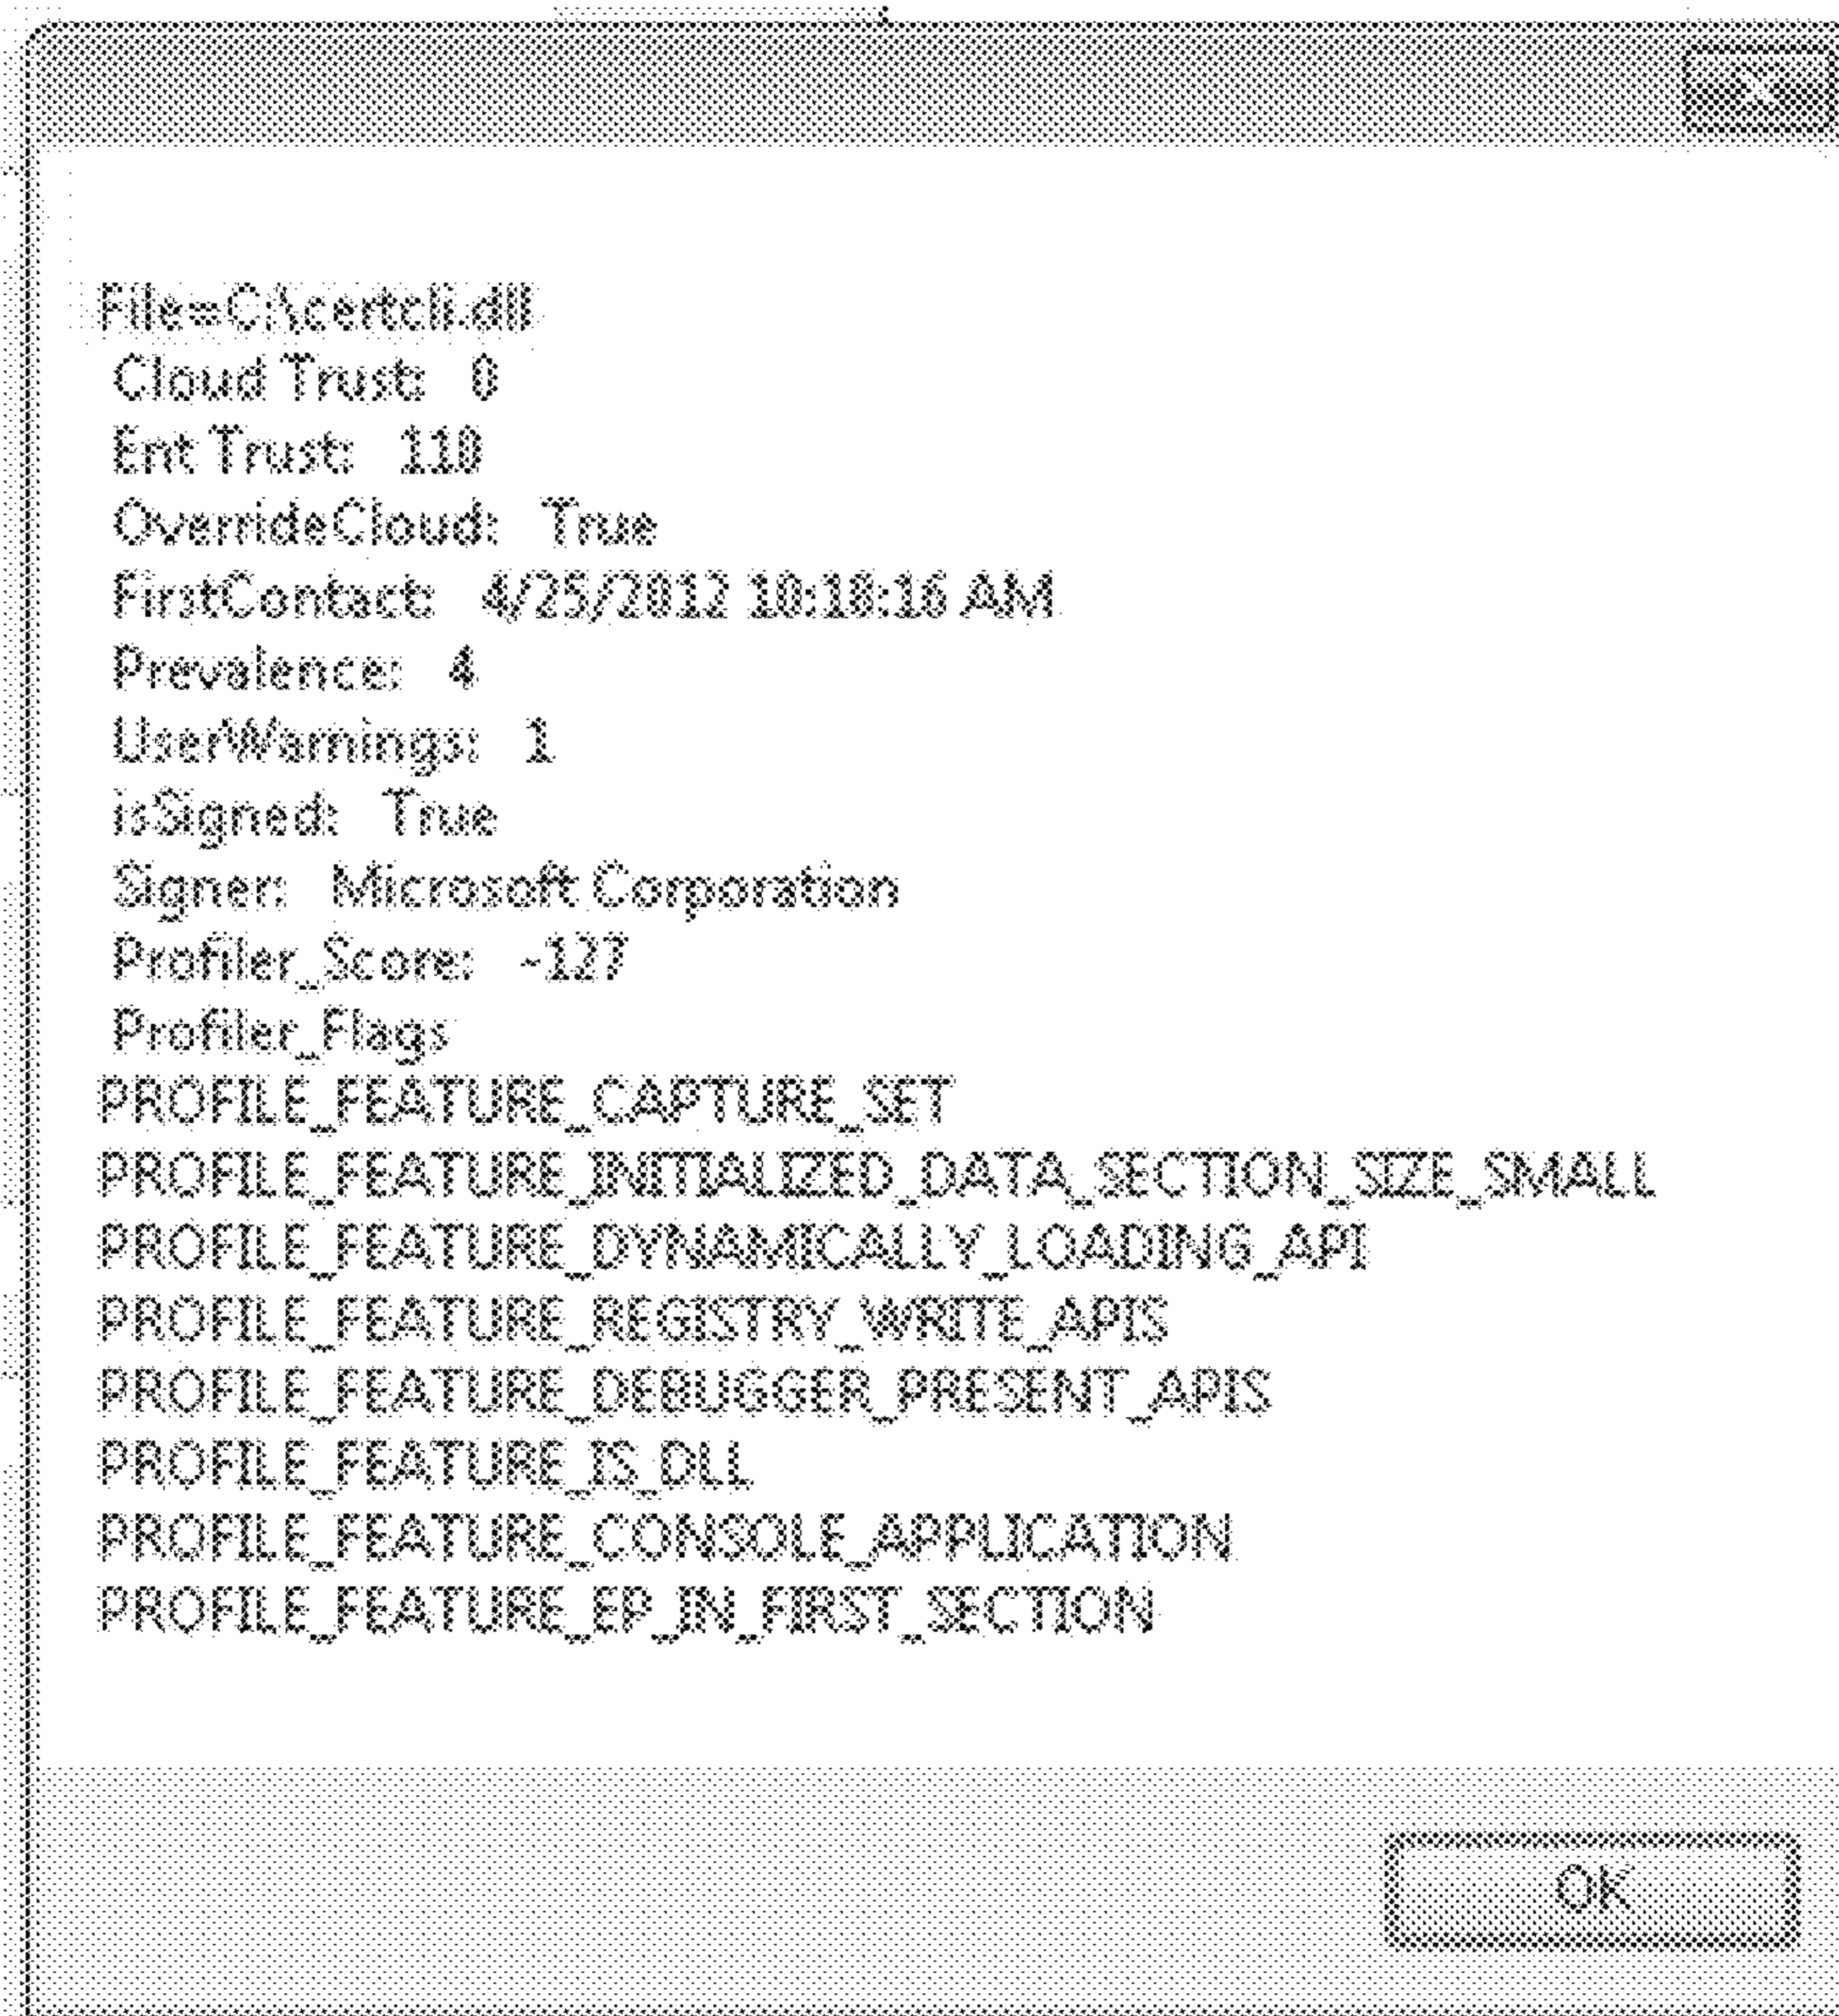 File=C:\certcli.dll
Cloud Trust: 0
Ent Trust: 110
OverrideCloud: True
FirstContact: 4/25/2012 10:18:16 AM
Prevalence: 4
UserWarnings: 1
isSigned: True
Signer: Microsoft Corporation
Profiler_Score: -127
Profiler_Flags
PROFILE_FEATURE_CAPTURE_SET
PROFILE_FEATURE_INITIALIZED_DATA_SECTION_SIZE_SMALL
PROFILE_FEATURE_DYNAMICALLY_LOADING_API
PROFILE_FEATURE_REGISTRY_WRITE_APIS
PROFILE_FEATURE_DEBUGGER_PRESENT_APIS
PROFILE_FEATURE_IS_DLL
PROFILE_FEATURE_CONSOLE_APPLICATION
PROFILE_FEATURE_EP_IN_FIRST_SECTION
OK